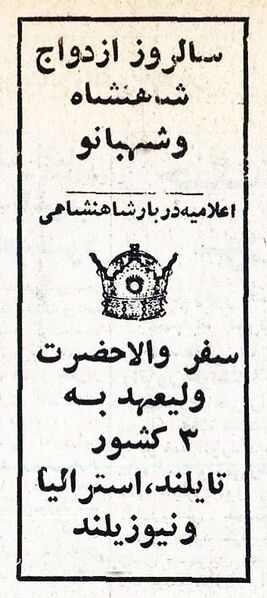 سالروز ازدواج
شاهنشاه
وشهبانو
اعلامیه دربار شاهنشاهی
سفر والاحضرت
ولیعهد به
۳ کشور
تایلند، استرالیا
ونیوزیلند